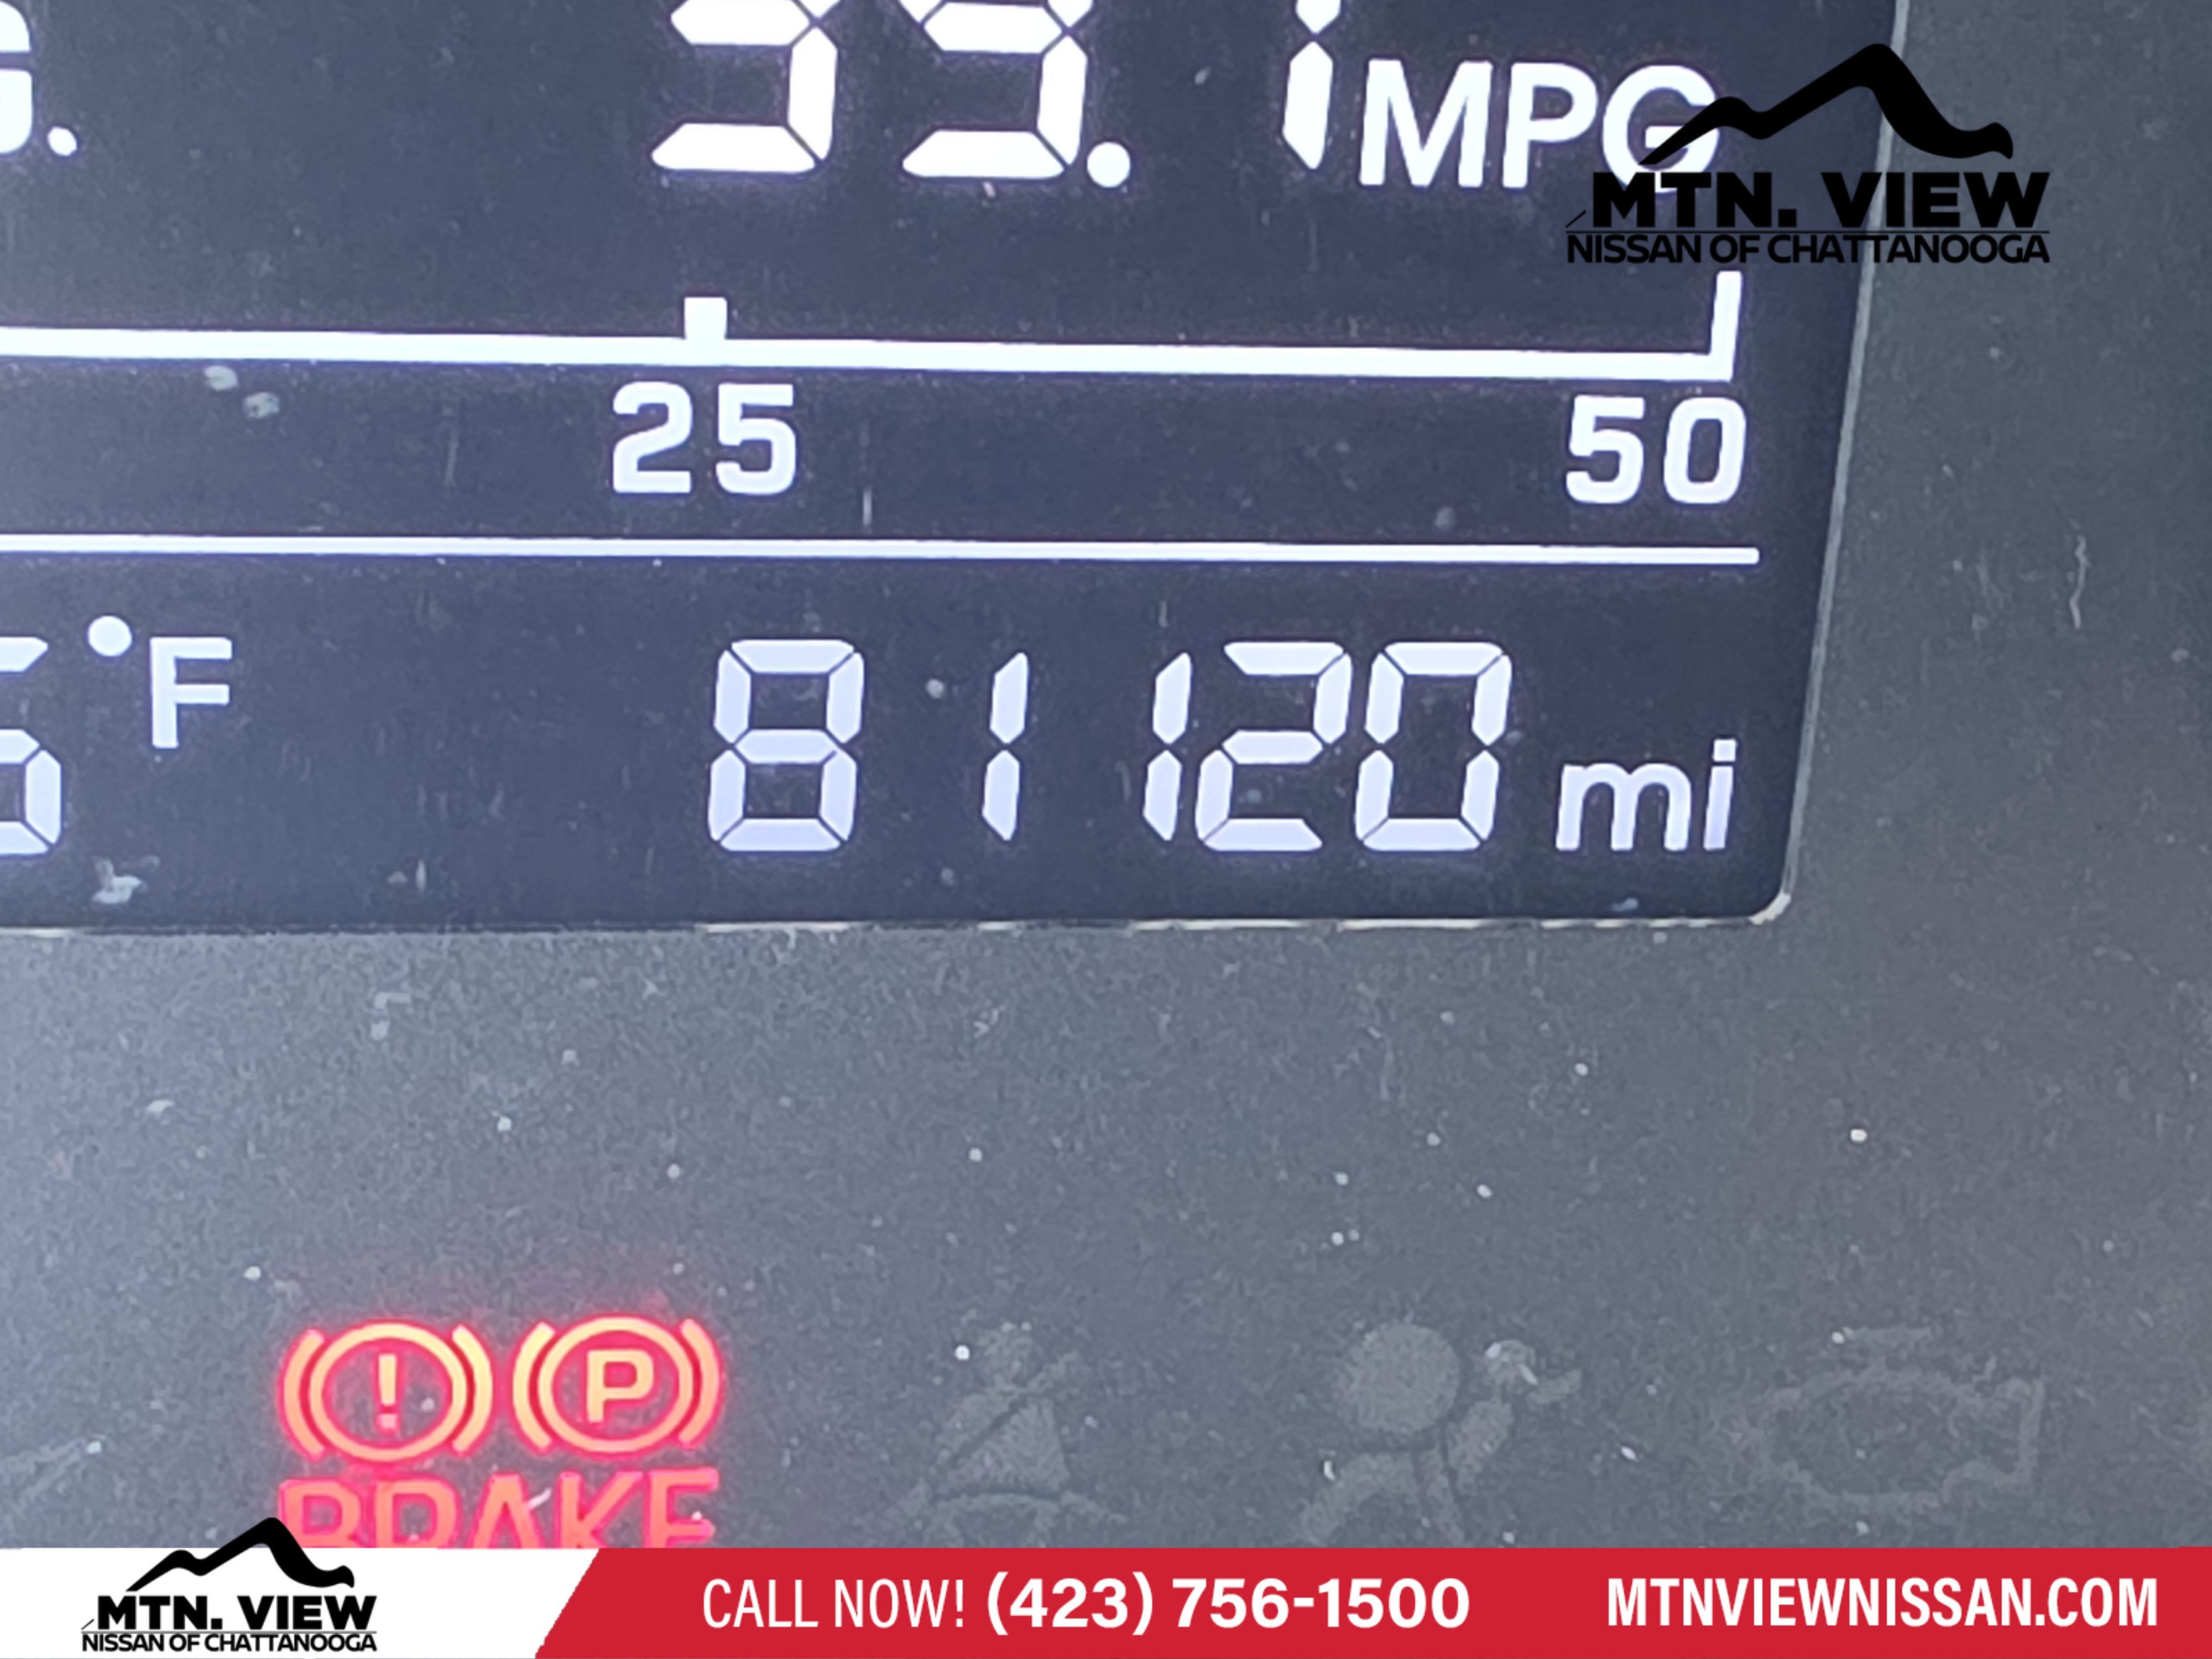 MPG
MTN. VIEW
NISSAN OF CHATTANOOGA
25 50
°F 81120 mi
! P
BRAKE
MTN. VIEW
NISSAN OF CHATTANOOGA
CALL NOW! (423) 756-1500 MTNVIEWNISSAN.COM